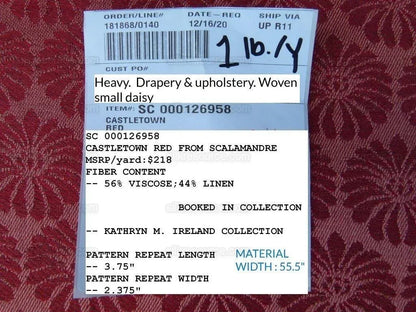 ORDER/LINE# DATE-REQ SHIP VIA
181868/0140 12/16/20 UP R11
1 lb./y
CUST PO#
Heavy. Drapery & upholstery. Woven
small daisy
ITEM#: SC 000126958
CASTLETOWN
RED
SC 000126958
CASTLETOWN RED FROM SCALAMANDRE
MSRP/yard:$218
FIBER CONTENT
-- 56% VISCOSE;44% LINEN
BOOKED IN COLLECTION
-- KATHRYN M. IRELAND COLLECTION
PATTERN REPEAT LENGTH
-- 3.75"
PATTERN REPEAT WIDTH
-- 2.375"
MATERIAL
WIDTH : 55.5"